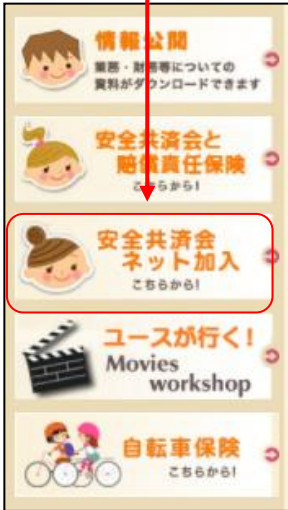 情報公開
業務・財務等についての
資料がダウンロードできます
安全共済会と
賠償責任保険
こちらから!
安全共済会
ネット加入
こちらから!
ユースが行く!
Movies
workshop
自転車保険
こちらから!